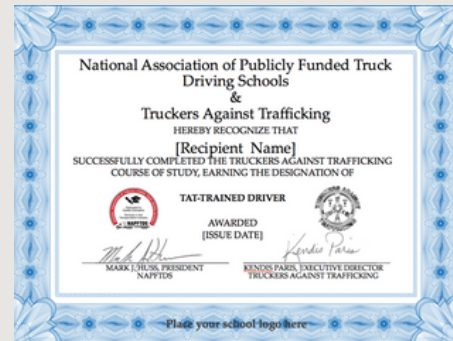 National Association of Publicly Funded Truck
Driving Schools
&
Truckers Against Trafficking
HEREBY RECOGNIZE THAT
[Recipient Name]
SUCCESSFULLY COMPLETED THE TRUCKERS AGAINST TRAFFICKING
COURSE OF STUDY, EARNING THE DESIGNATION OF
TAT-TRAINED DRIVER
AWARDED
[ISSUE DATE]
Kendis Paris
MARK J. HUSS, PRESIDENT
NAPFTDS
KENDIS PARIS, EXECUTIVE DIRECTOR
TRUCKERS AGAINST TRAFFICKING
Place your school logo here